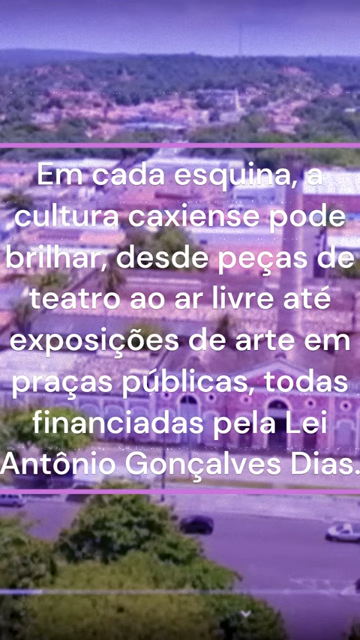 Em cada esquina, a
cultura caxiense pode
brilhar, desde peças de
teatro ao ar livre até
exposições de arte em
praças públicas, todas
financiadas pela Lei
Antônio Gonçalves Dias.